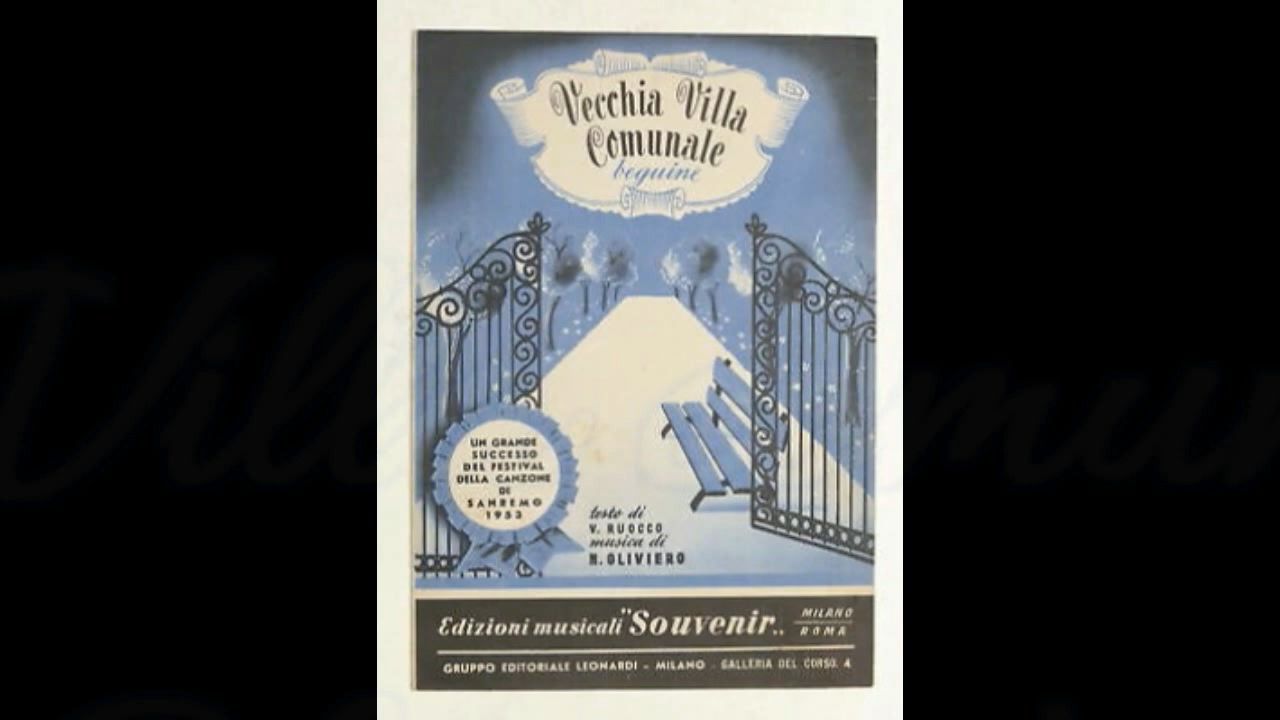 Vecchia Villa
Comunale
beguine
UN GRANDE
SUCCESSO
DEL FESTIVAL
DELLA CANZONE
DI
SANREMO
1953
testo di
V. RUOCCO
musica di
N. OLIVIERO
Edizioni musicali "Souvenir„
MILANO
ROMA
GRUPPO EDITORIALE LEONARDI - MILANO - GALLERIA DEL CORSO, 4